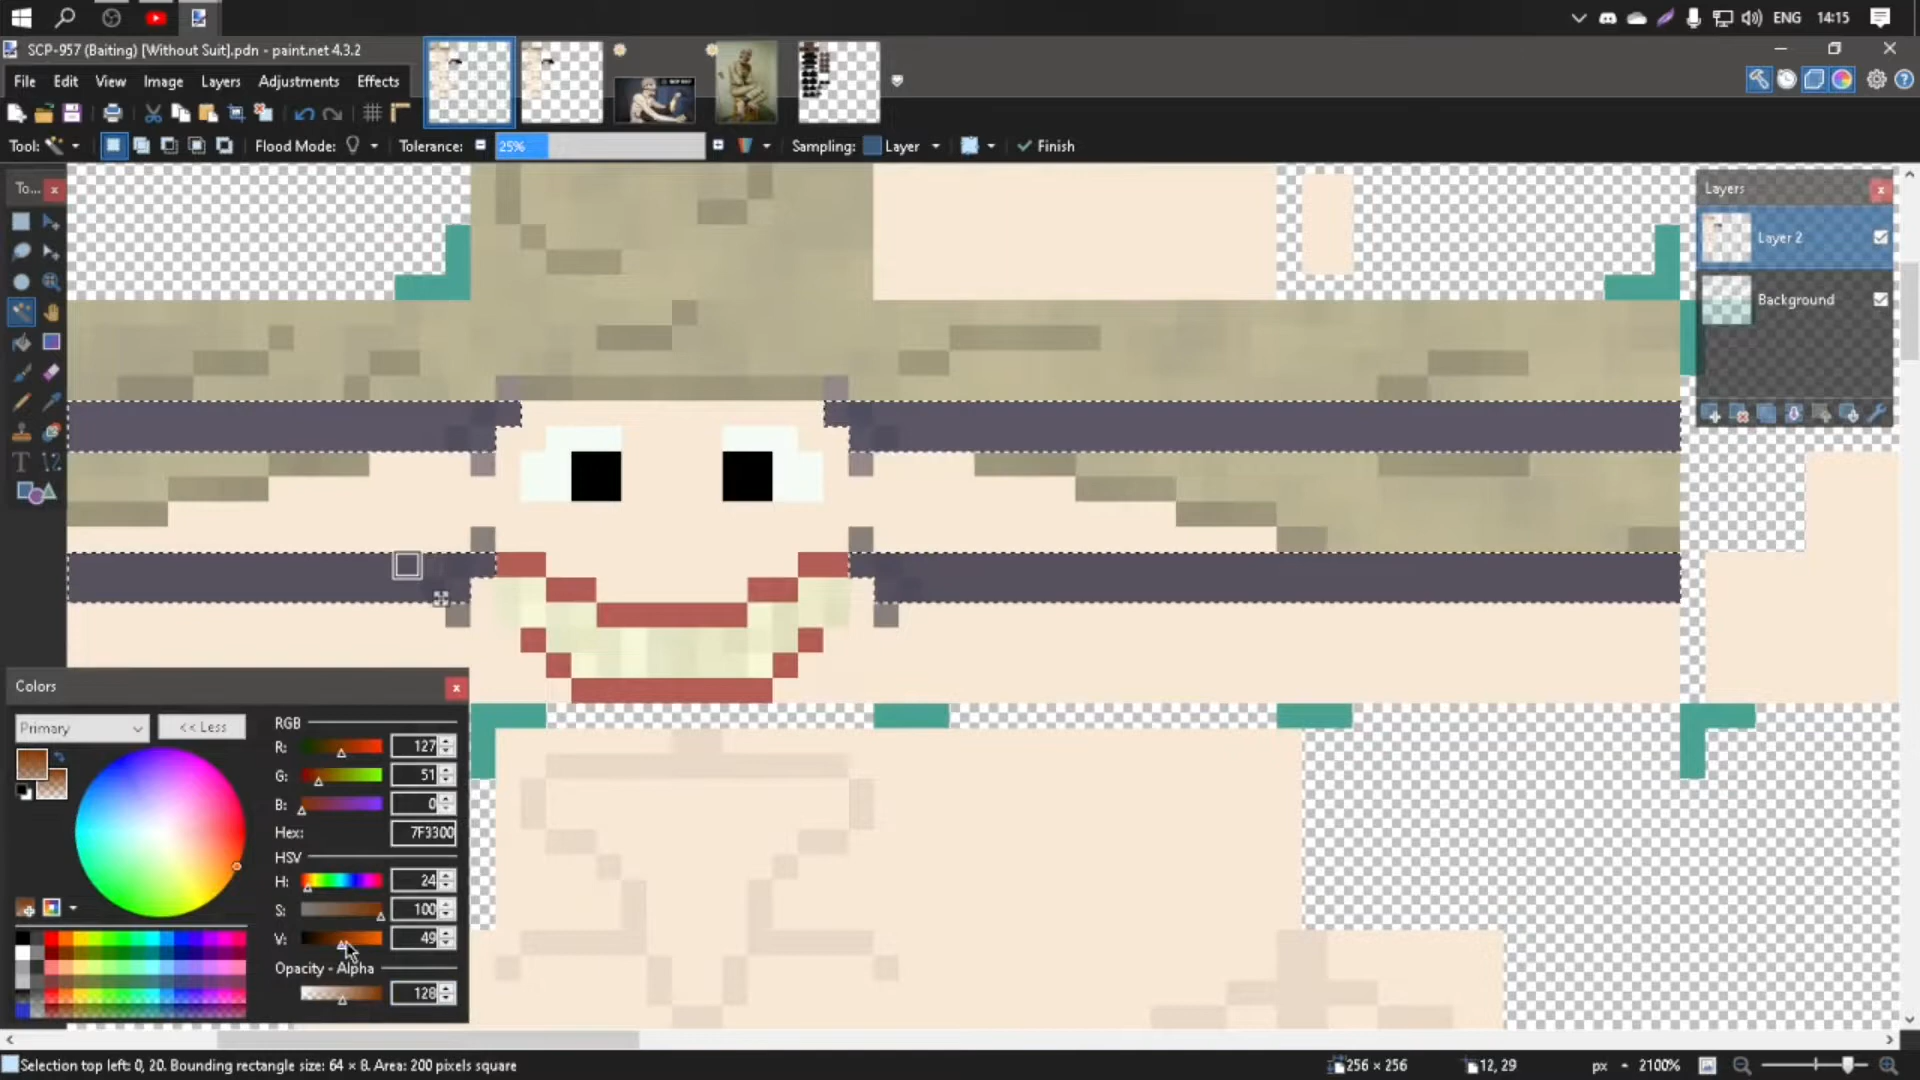 ENG 14:15
SCP-957 (Baiting) [Without Suit].pdn - paint.net 4.3.2
File Edit View Image Layers Adjustments Effects
Tool: Flood Mode: Tolerance: 25% Sampling: Layer Finish
To...
Layers
Layer 2
Background
Colors
Primary
<< Less
RGB
R: 127
G: 51
B: 0
Hex: 7F3300
HSV
H: 24
S: 100
V: 49
Opacity - Alpha
128
Selection top left: 0, 20. Bounding rectangle size: 64 × 8. Area: 200 pixels square
256 × 256
12, 29
px
2100%